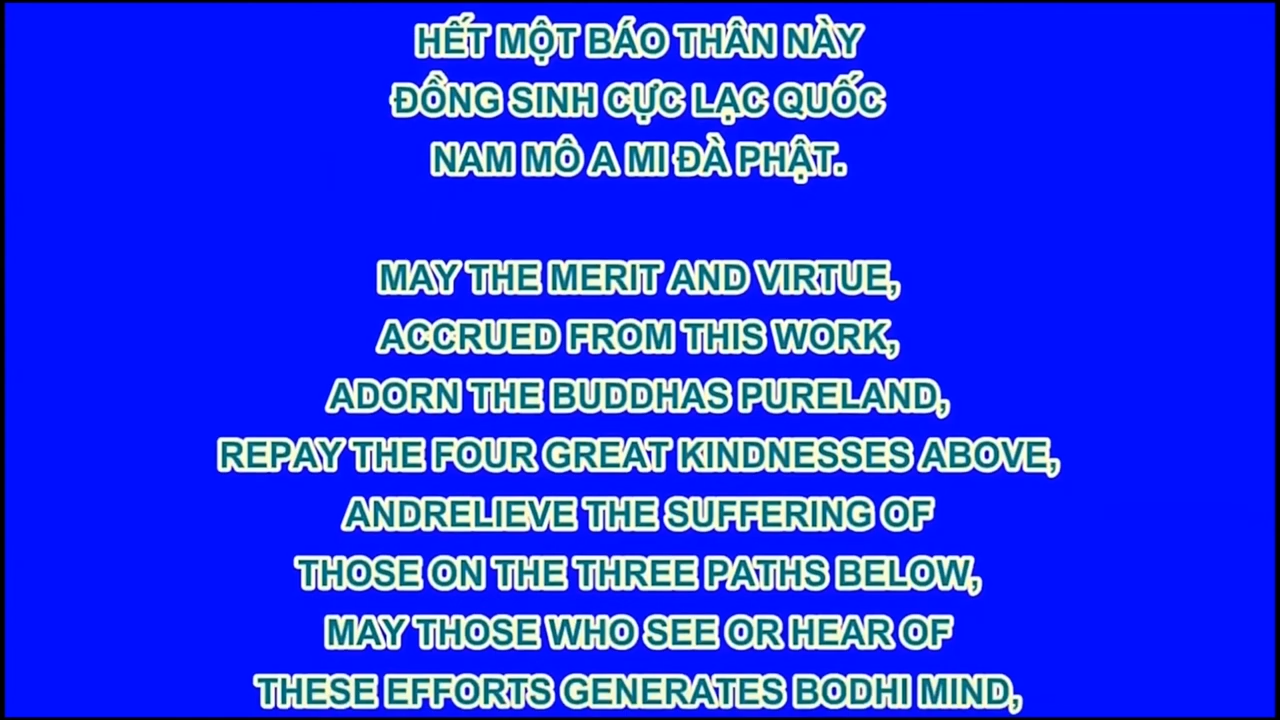 HẾT MỘT BÁO THÂN NÀY
ĐỒNG SINH CỰC LẠC QUỐC
NAM MÔ A MI ĐÀ PHẬT.
MAY THE MERIT AND VIRTUE,
ACCRUED FROM THIS WORK,
ADORN THE BUDDHAS PURELAND,
REPAY THE FOUR GREAT KINDNESSES ABOVE,
ANDRELIEVE THE SUFFERING OF
THOSE ON THE THREE PATHS BELOW,
MAY THOSE WHO SEE OR HEAR OF
THESE EFFORTS GENERATES BODHI MIND,